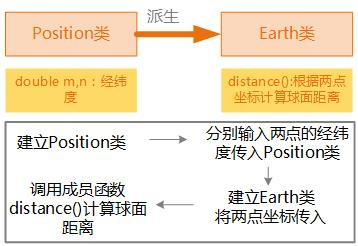 派生
Position类
Earth类
double m,n：经纬
度
distance():根据两点
坐标计算球面距离
建立Position类
分别输入两点的经纬
度传入Position类
调用成员函数
distance()计算球面
距离
建立Earth类
将两点坐标传入